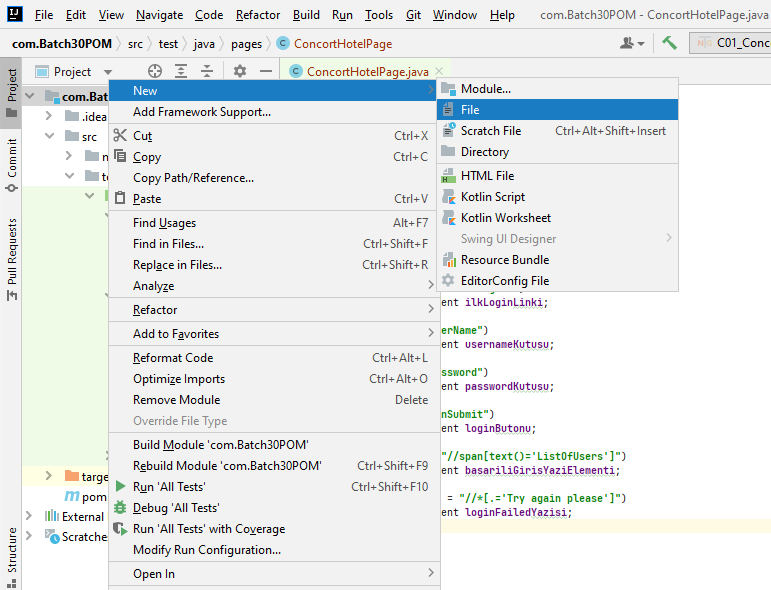 File Edit View Navigate Code Refactor Build Run Tools Git Window Help com.Batch30POM - ConcortHotelPage.java
com.Batch30POM src test java pages ConcortHotelPage C01_Conc
Project ConcortHotelPage.java
Project
Commit
Pull Requests
Structure
com.Bat
.idea
src
target
pom
External
Scratche
New
Add Framework Support...
Cut Ctrl+X
Copy Ctrl+C
Copy Path/Reference...
Paste Ctrl+V
Find Usages Alt+F7
Find in Files... Ctrl+Shift+F
Replace in Files... Ctrl+Shift+R
Analyze
Refactor
Add to Favorites
Reformat Code Ctrl+Alt+L
Optimize Imports Ctrl+Alt+O
Remove Module Delete
Override File Type
Build Module 'com.Batch30POM'
Rebuild Module 'com.Batch30POM' Ctrl+Shift+F9
Run 'All Tests' Ctrl+Shift+F10
Debug 'All Tests'
Run 'All Tests' with Coverage
Modify Run Configuration...
Open In
Module...
File
Scratch File Ctrl+Alt+Shift+Insert
Directory
HTML File
Kotlin Script
Kotlin Worksheet
Swing UI Designer
Resource Bundle
EditorConfig File
ent ilkLoginLinki;
erName")
ent usernameKutusu;
ssword")
ent passwordKutusu;
nSubmit")
ent loginButonu;
"//span[text()='ListOfUsers']")
ent basariliGirisYaziElementi;
= "//*[.='Try again please']")
ent loginFailedYazisi;